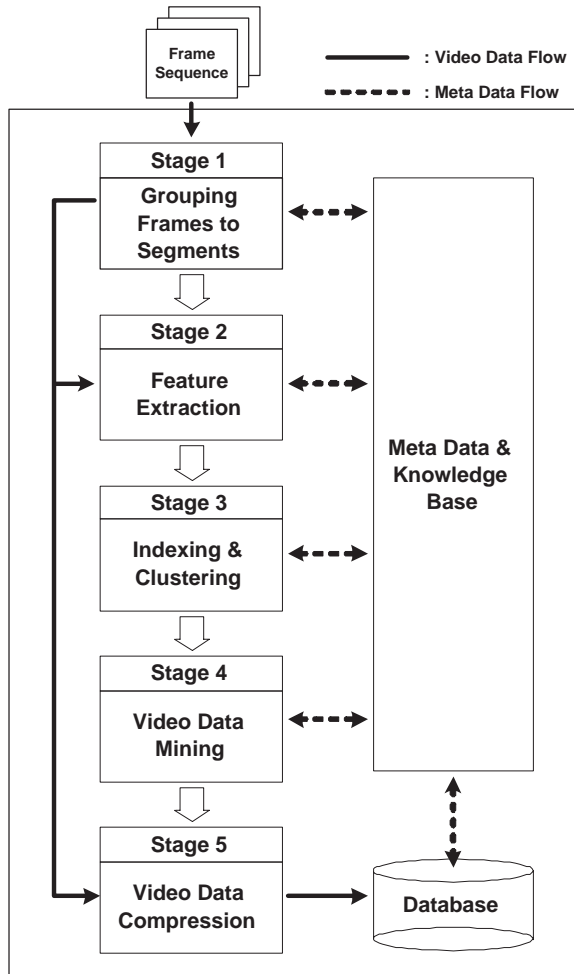 Frame
Sequence
: Video Data Flow
: Meta Data Flow
Stage 1
Grouping
Frames to
Segments
Stage 2
Feature
Extraction
Stage 3
Indexing &
Clustering
Stage 4
Video Data
Mining
Stage 5
Video Data
Compression
Meta Data &
Knowledge
Base
Database